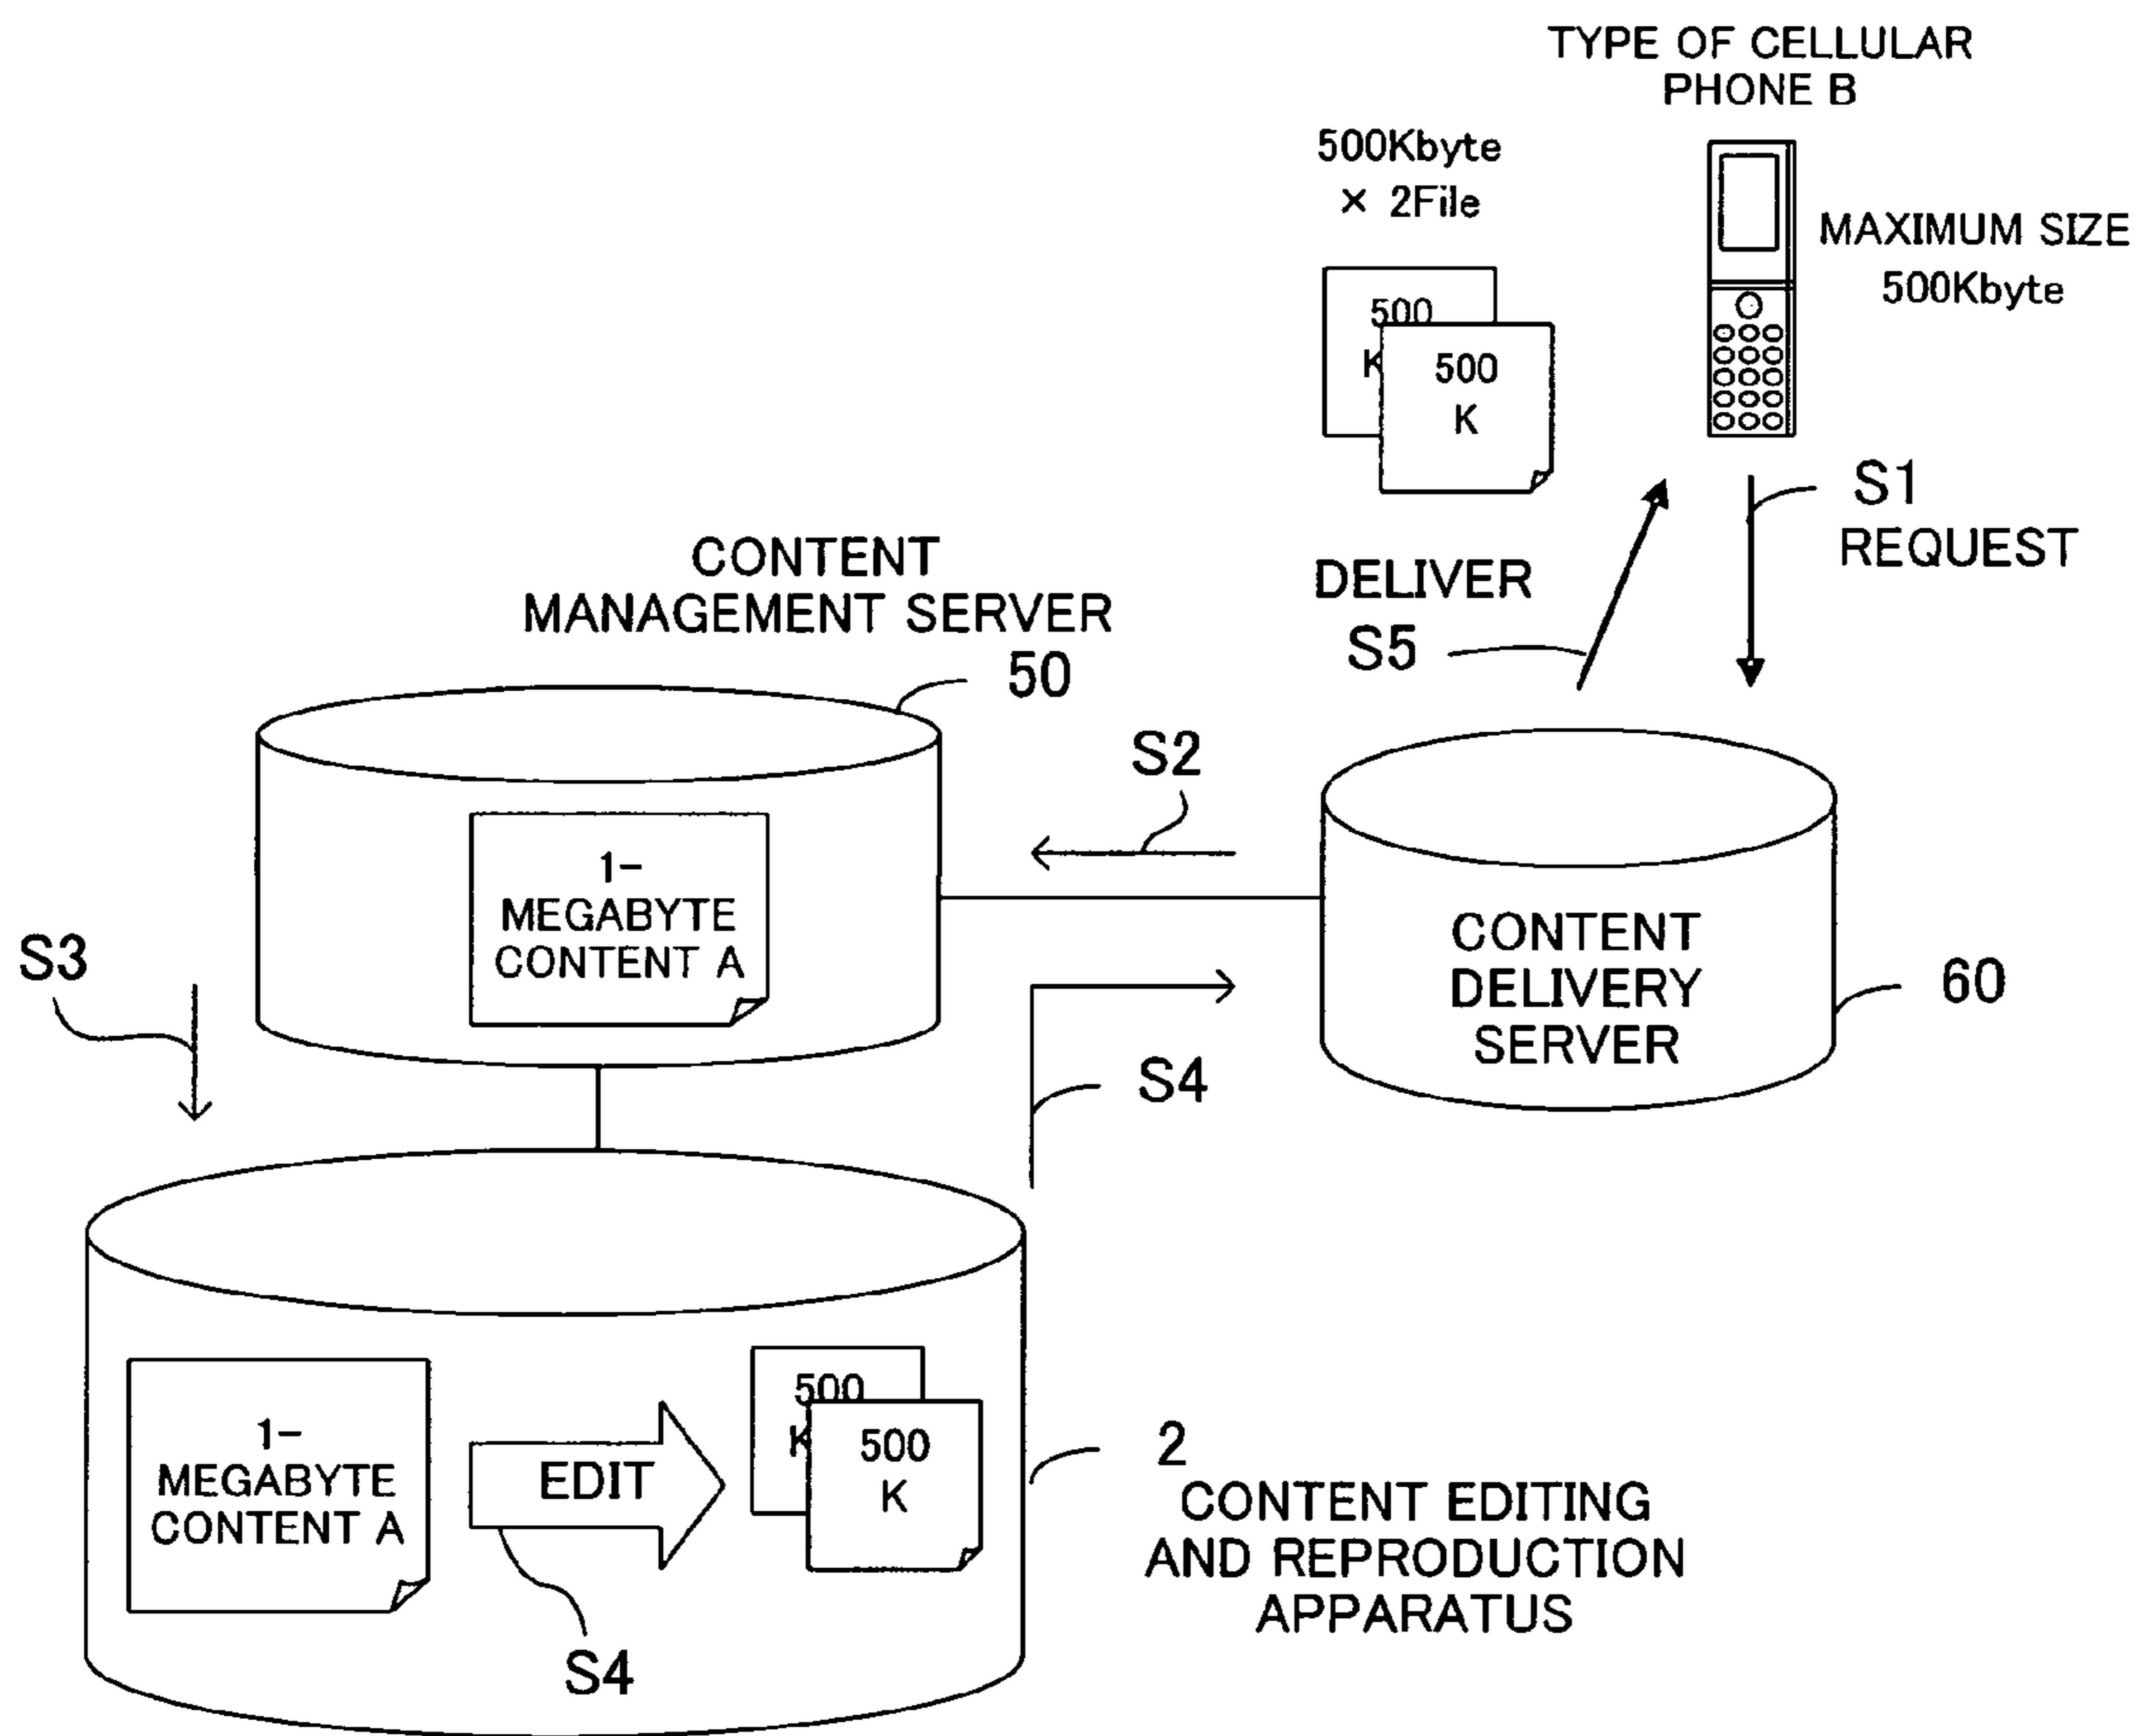 TYPE OF CELLULAR
PHONE B
500Kbyte
× 2File
MAXIMUM SIZE
500Kbyte
500
K
500
K
S1
REQUEST
DELIVER
S5
CONTENT
MANAGEMENT SERVER
50
S2
1-
MEGABYTE
CONTENT A
CONTENT
DELIVERY
SERVER
60
S3
S4
1-
MEGABYTE
CONTENT A
EDIT
500
K
500
K
S4
2
CONTENT EDITING
AND REPRODUCTION
APPARATUS